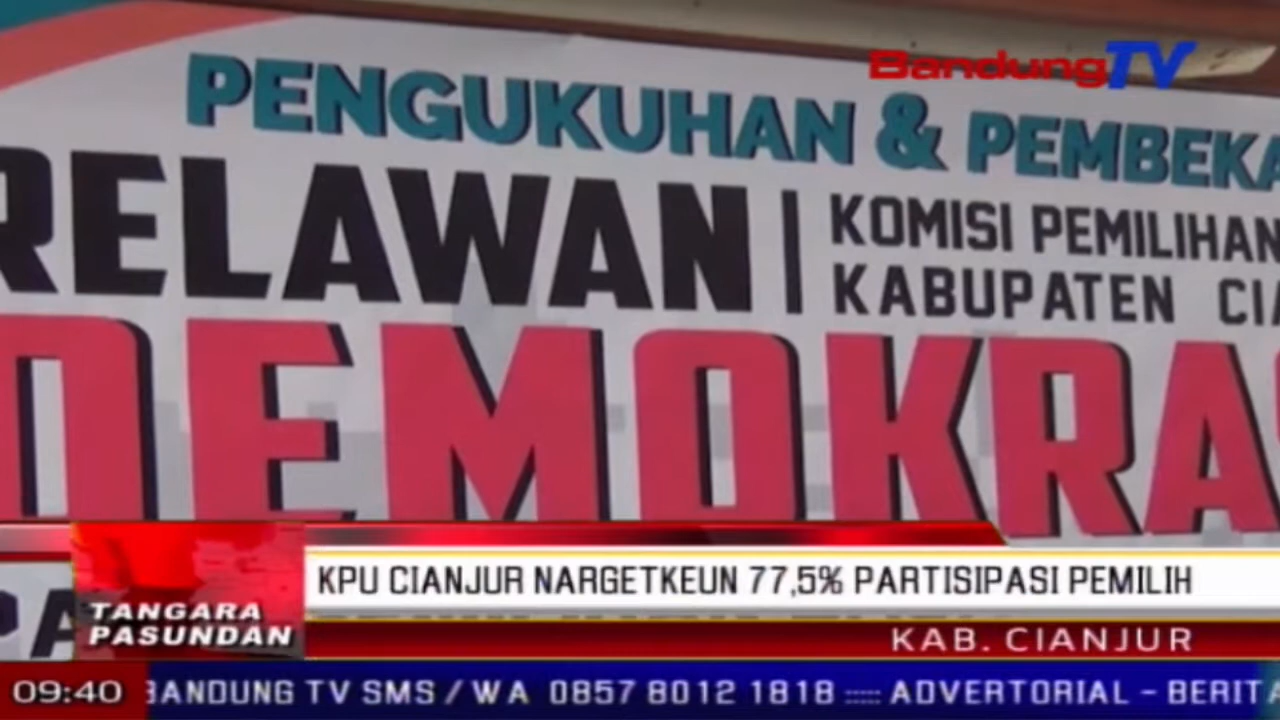 BandungTV
PENGUKUHAN & PEMBEKA
RELAWAN
KOMISI PEMILIHAN
KABUPATEN CIA
DEMOKRAS
KPU CIANJUR NARGETKEUN 77,5% PARTISIPASI PEMILIH
TANGARA
PASUNDAN
KAB. CIANJUR
09:40 BANDUNG TV SMS / WA 0857 8012 1818 ::::: ADVERTORIAL - BERITA